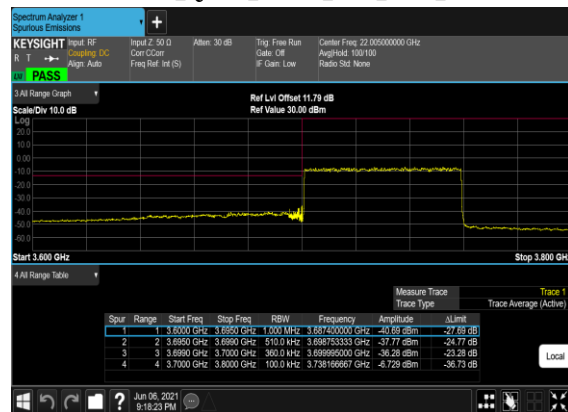 Spectrum Analyzer 1
Spurious Emissions
KEYSIGHT Input: RF Input Z: 50 Ω Atten: 30 dB Trig: Free Run Center Freq: 22.005000000 GHz
R T Coupling: DC Corr CCorr Gate: Off Avg|Hold: 100/100
Align: Auto Freq Ref: Int (S) IF Gain: Low Radio Std: None
PASS
3 All Range Graph
Ref Lvl Offset 11.79 dB
Scale/Div 10.0 dB Ref Value 30.00 dBm
Log
20.0
10.0
0.00
-10.0
-20.0
-30.0
-40.0
-50.0
-60.0
Start 3.600 GHz Stop 3.800 GHz
4 All Range Table
Measure Trace Trace 1
Trace Type Trace Average (Active)
Spur Range Start Freq Stop Freq RBW Frequency Amplitude ΔLimit
1 1 3.6000 GHz 3.6950 GHz 1.000 MHz 3.687400000 GHz -40.69 dBm -27.69 dB
2 2 3.6950 GHz 3.6990 GHz 510.0 kHz 3.698753333 GHz -37.77 dBm -24.77 dB
3 3 3.6990 GHz 3.7000 GHz 360.0 kHz 3.699995000 GHz -36.28 dBm -23.28 dB
4 4 3.7000 GHz 3.8000 GHz 100.0 kHz 3.738166667 GHz -6.729 dBm -36.73 dB
Local
? Jun 06, 2021
9:18:23 PM